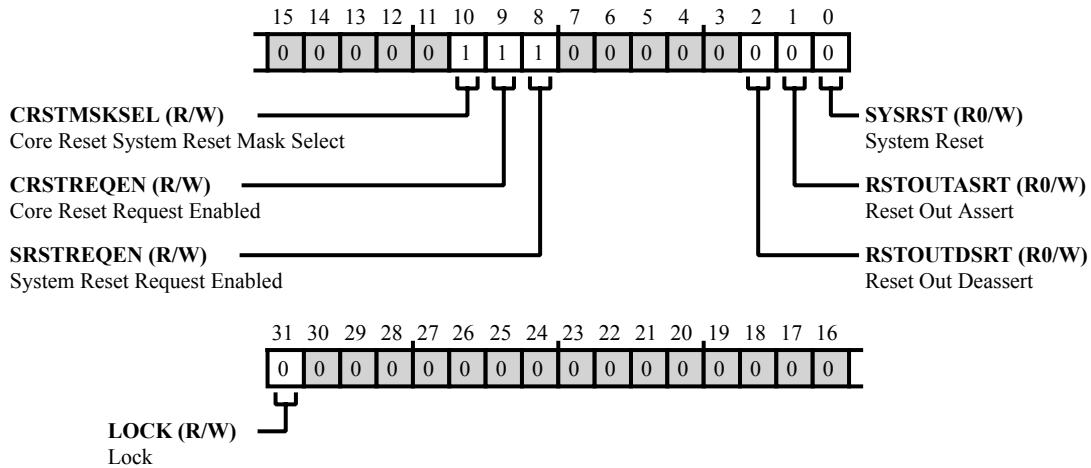 15 14 13 12 11 10 9 8 7 6 5 4 3 2 1 0
0 0 0 0 0 1 1 1 0 0 0 0 0 0 0 0
CRSTMSKSEL (R/W)
Core Reset System Reset Mask Select
CRSTREQEN (R/W)
Core Reset Request Enabled
SRSTREQEN (R/W)
System Reset Request Enabled
SYSRST (R0/W)
System Reset
RSTOUTASRT (R0/W)
Reset Out Assert
RSTOUTDSRT (R0/W)
Reset Out Deassert
31 30 29 28 27 26 25 24 23 22 21 20 19 18 17 16
0 0 0 0 0 0 0 0 0 0 0 0 0 0 0 0
LOCK (R/W)
Lock